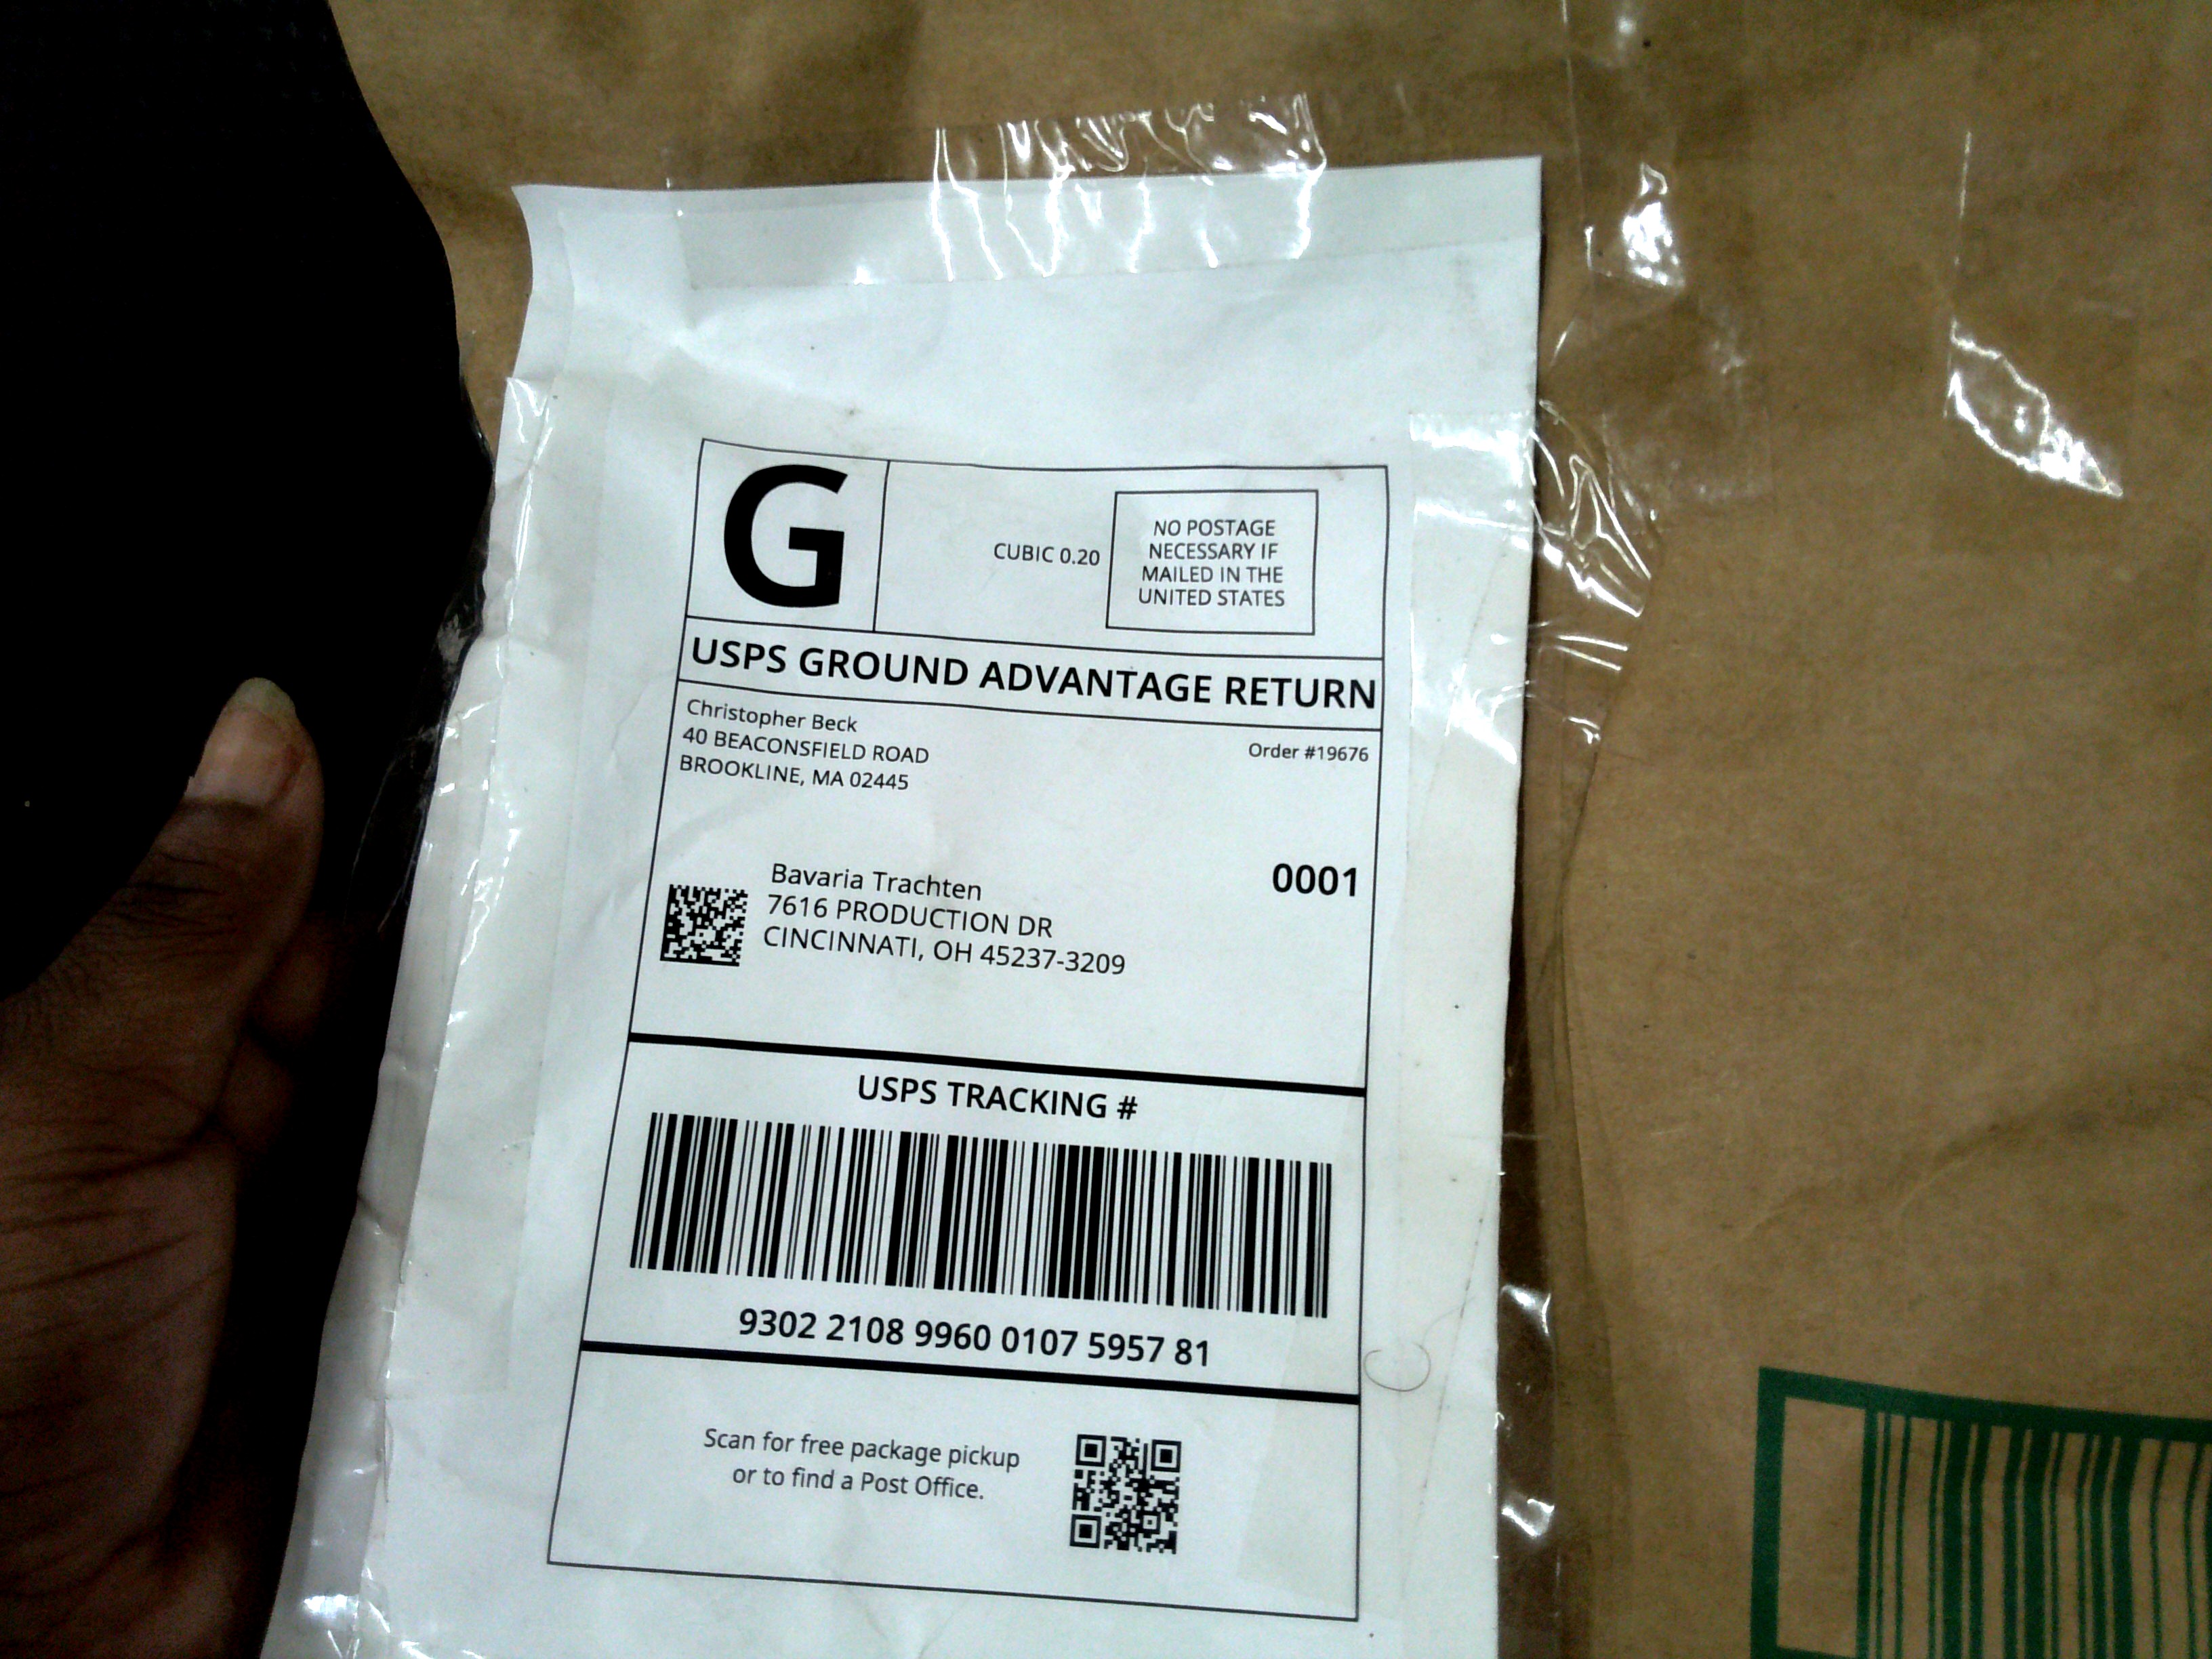 G
CUBIC 0.20
NO POSTAGE
NECESSARY IF
MAILED IN THE
UNITED STATES
USPS GROUND ADVANTAGE RETURN
Christopher Beck
40 BEACONSFIELD ROAD
BROOKLINE, MA 02445
Order #19676
0001
Bavaria Trachten
7616 PRODUCTION DR
CINCINNATI, OH 45237-3209
USPS TRACKING #
9302 2108 9960 0107 5957 81
Scan for free package pickup
or to find a Post Office.